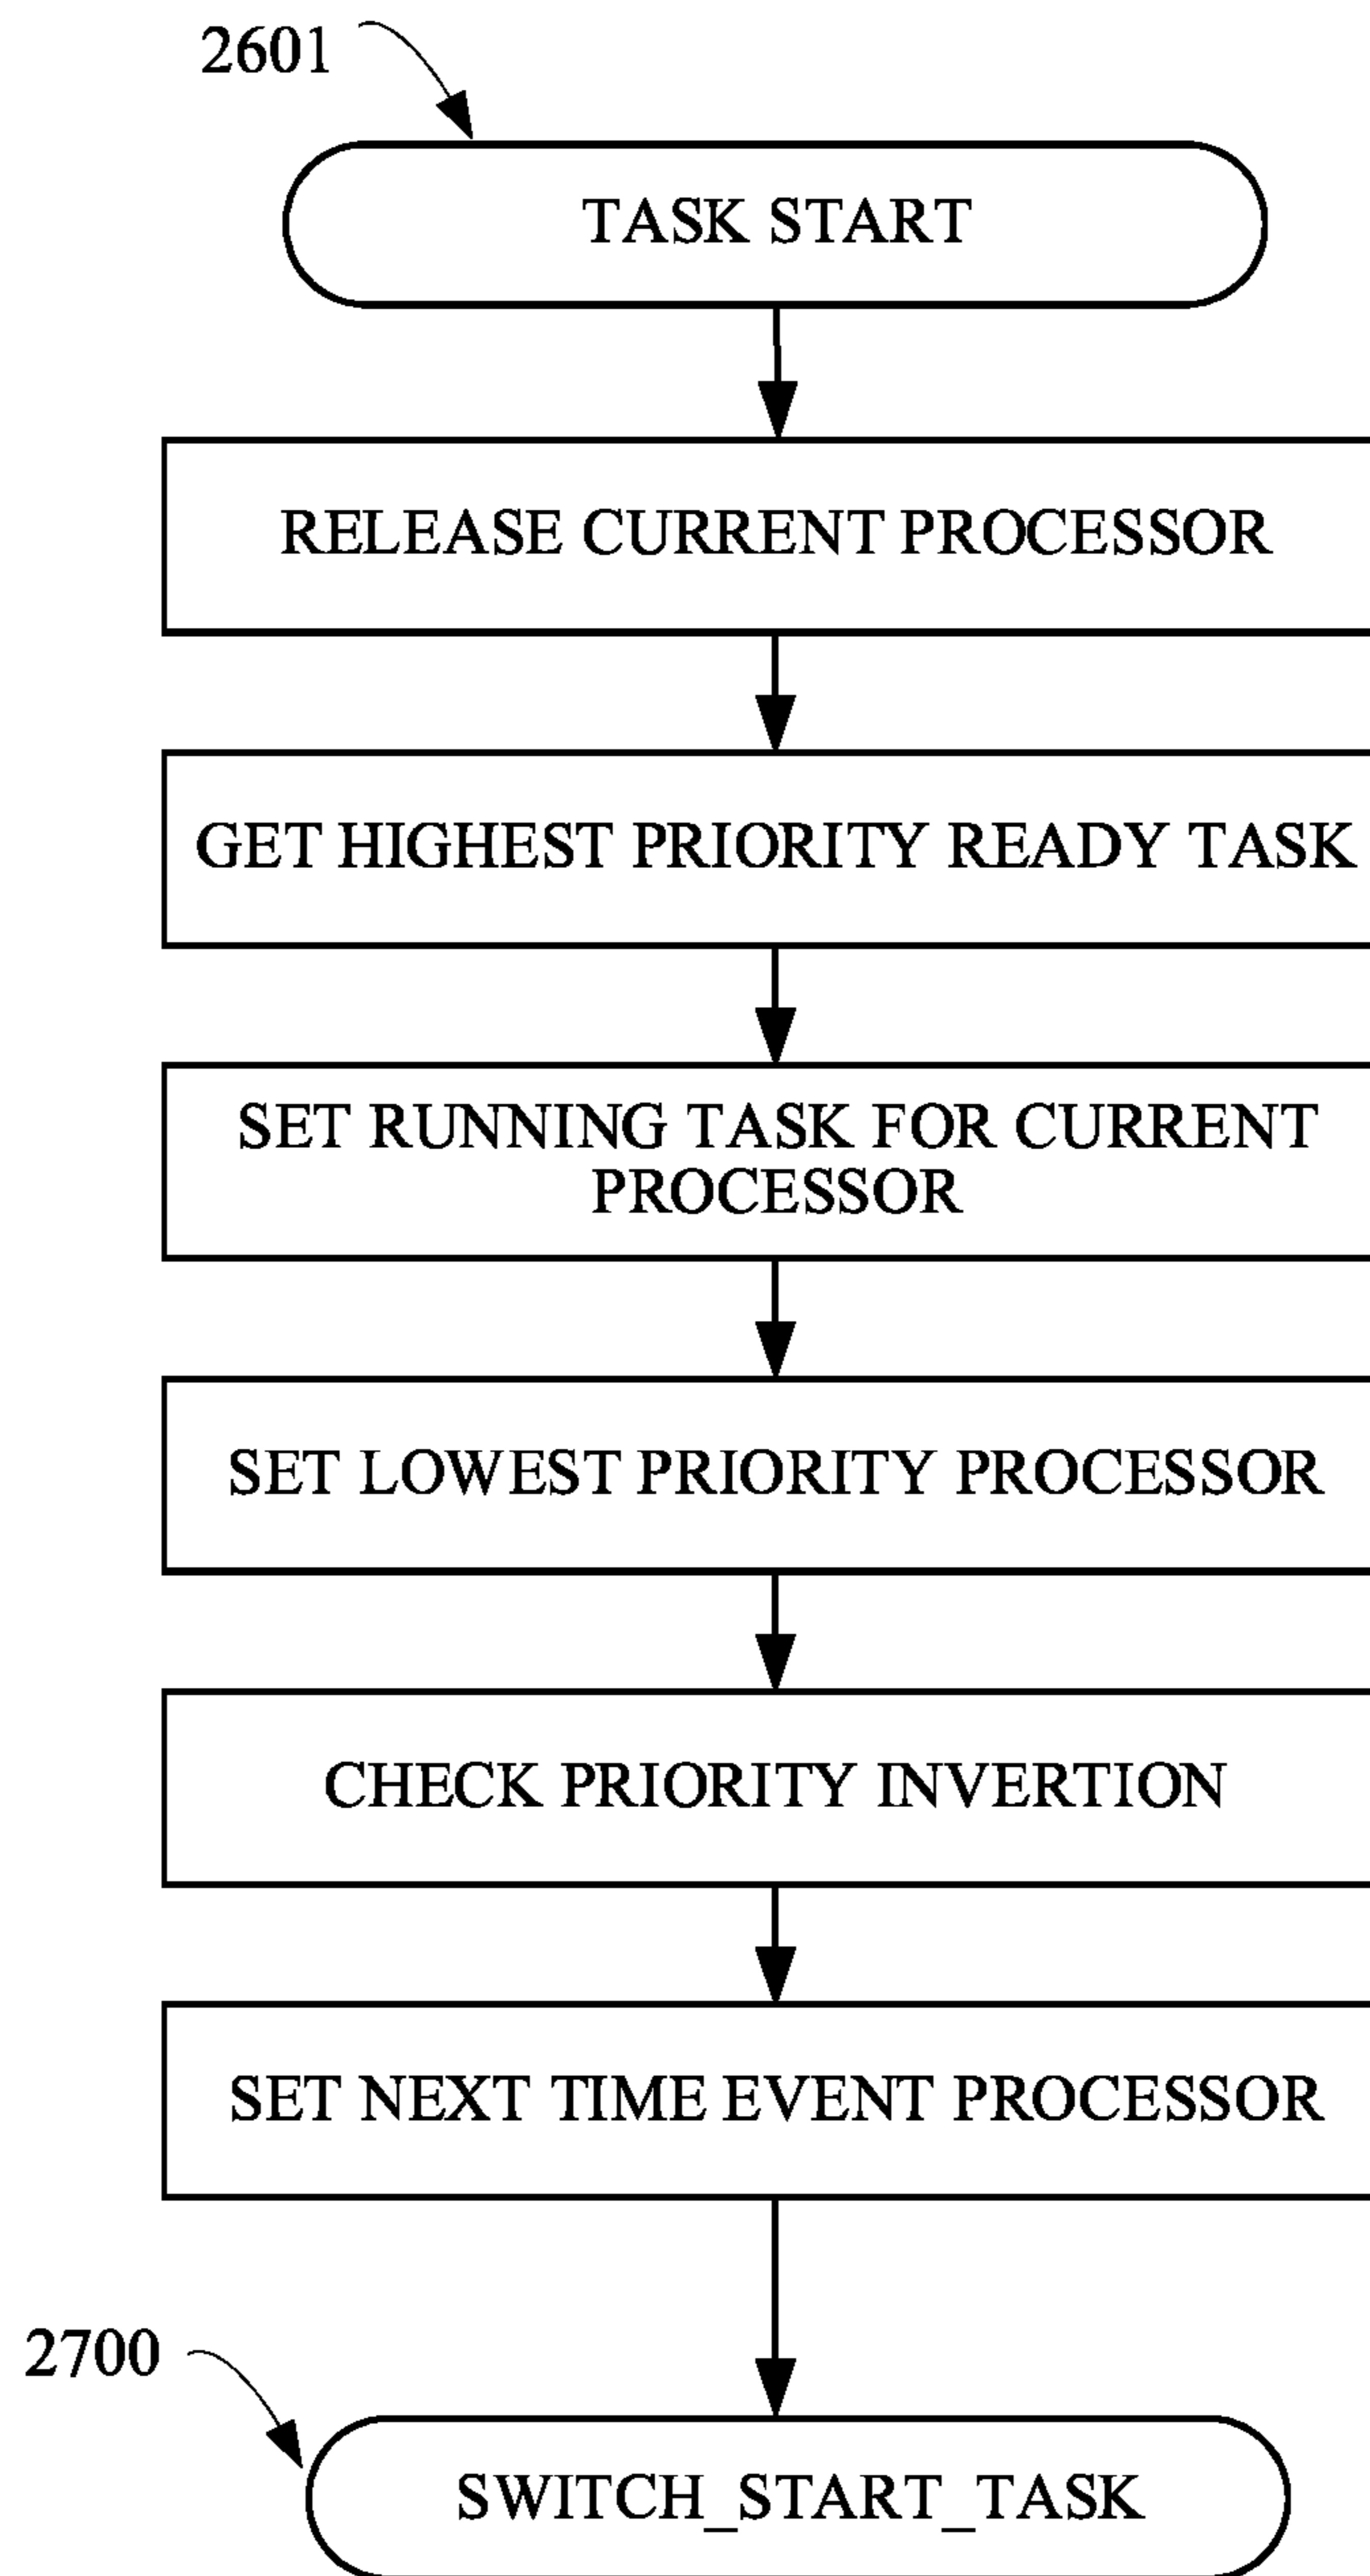 2601
TASK START
RELEASE CURRENT PROCESSOR
GET HIGHEST PRIORITY READY TASK
SET RUNNING TASK FOR CURRENT
PROCESSOR
SET LOWEST PRIORITY PROCESSOR
CHECK PRIORITY INVERTION
SET NEXT TIME EVENT PROCESSOR
2700
SWITCH_START_TASK